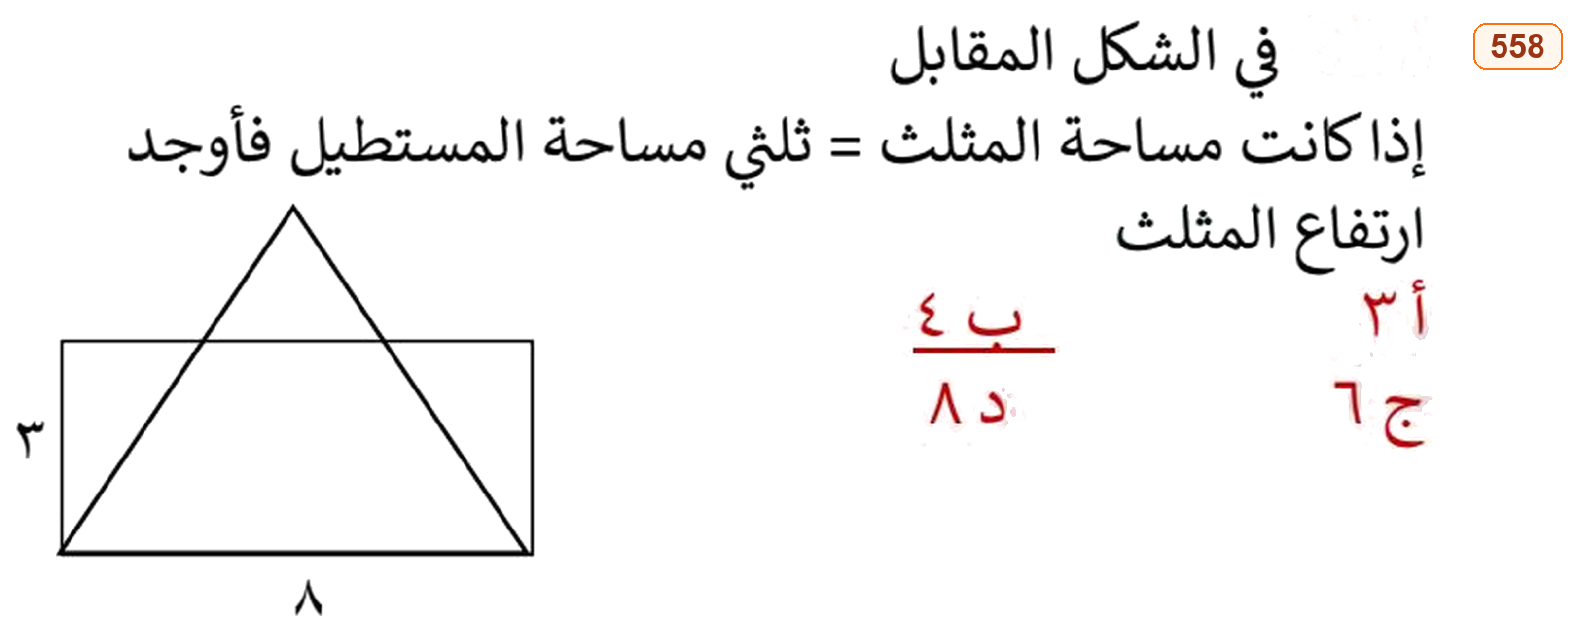 558
في الشكل المقابل
إذا كانت مساحة المثلث = ثلثي مساحة المستطيل فأوجد
ارتفاع المثلث
أ ٣ ب ٤
ج ٦ د ٨
٣
٨